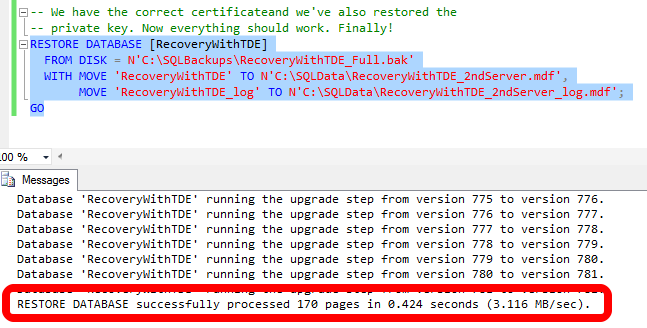 -- We have the correct certificateand we've also restored the
-- private key. Now everything should work. Finally!
RESTORE DATABASE [RecoveryWithTDE]
FROM DISK = N'C:\SQLBackups\RecoveryWithTDE_Full.bak'
WITH MOVE 'RecoveryWithTDE' TO N'C:\SQLData\RecoveryWithTDE_2ndServer.mdf',
MOVE 'RecoveryWithTDE_log' TO N'C:\SQLData\RecoveryWithTDE_2ndServer_log.mdf';
GO
100 %
Messages
Database 'RecoveryWithTDE' running the upgrade step from version 775 to version 776.
Database 'RecoveryWithTDE' running the upgrade step from version 776 to version 777.
Database 'RecoveryWithTDE' running the upgrade step from version 777 to version 778.
Database 'RecoveryWithTDE' running the upgrade step from version 778 to version 779.
Database 'RecoveryWithTDE' running the upgrade step from version 779 to version 780.
Database 'RecoveryWithTDE' running the upgrade step from version 780 to version 781.
RESTORE DATABASE successfully processed 170 pages in 0.424 seconds (3.116 MB/sec).